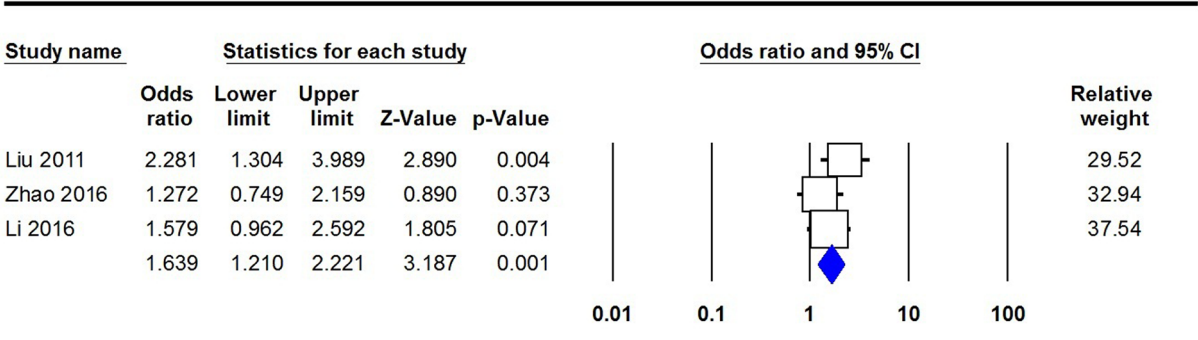 Study name Statistics for each study Odds ratio and 95% CI
Odds Lower Upper Relative
ratio limit limit Z-Value p-Value weight
Liu 2011 2.281 1.304 3.989 2.890 0.004 29.52
Zhao 2016 1.272 0.749 2.159 0.890 0.373 32.94
Li 2016 1.579 0.962 2.592 1.805 0.071 37.54
1.639 1.210 2.221 3.187 0.001
0.01 0.1 1 10 100